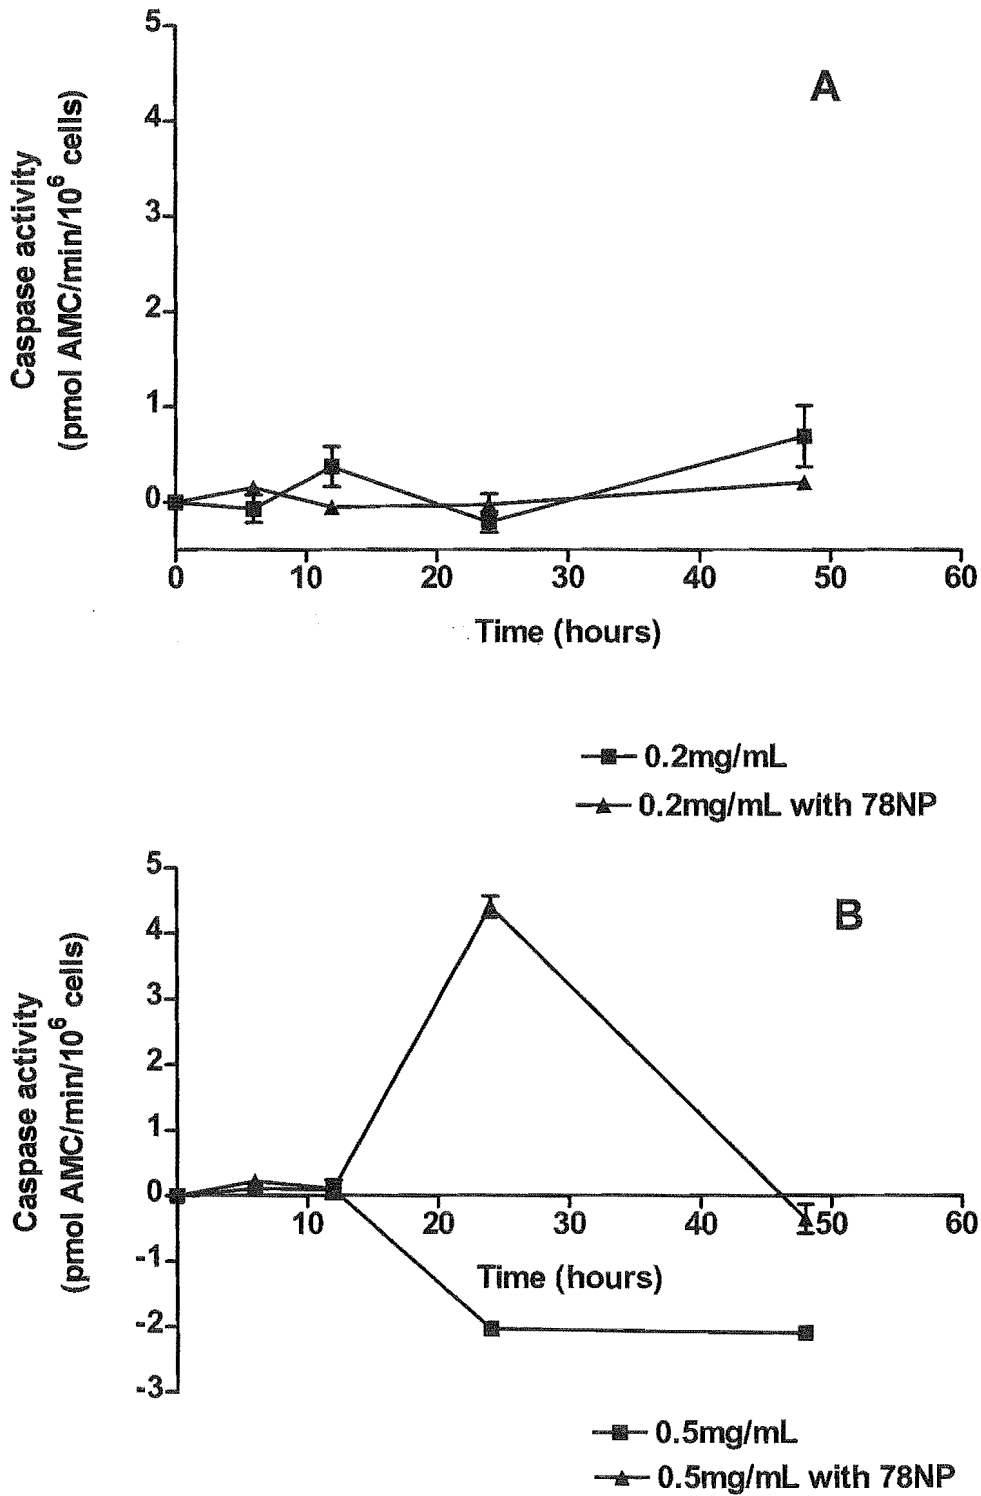 A
Caspase activity
(pmol AMC/min/10⁶ cells)
5
4
3
2
1
0
0 10 20 30 40 50 60
Time (hours)
0.2mg/mL
0.2mg/mL with 78NP
B
Caspase activity
(pmol AMC/min/10⁶ cells)
5
4
3
2
1
0
-1
-2
-3
10 20 30 40 50 60
Time (hours)
0.5mg/mL
0.5mg/mL with 78NP